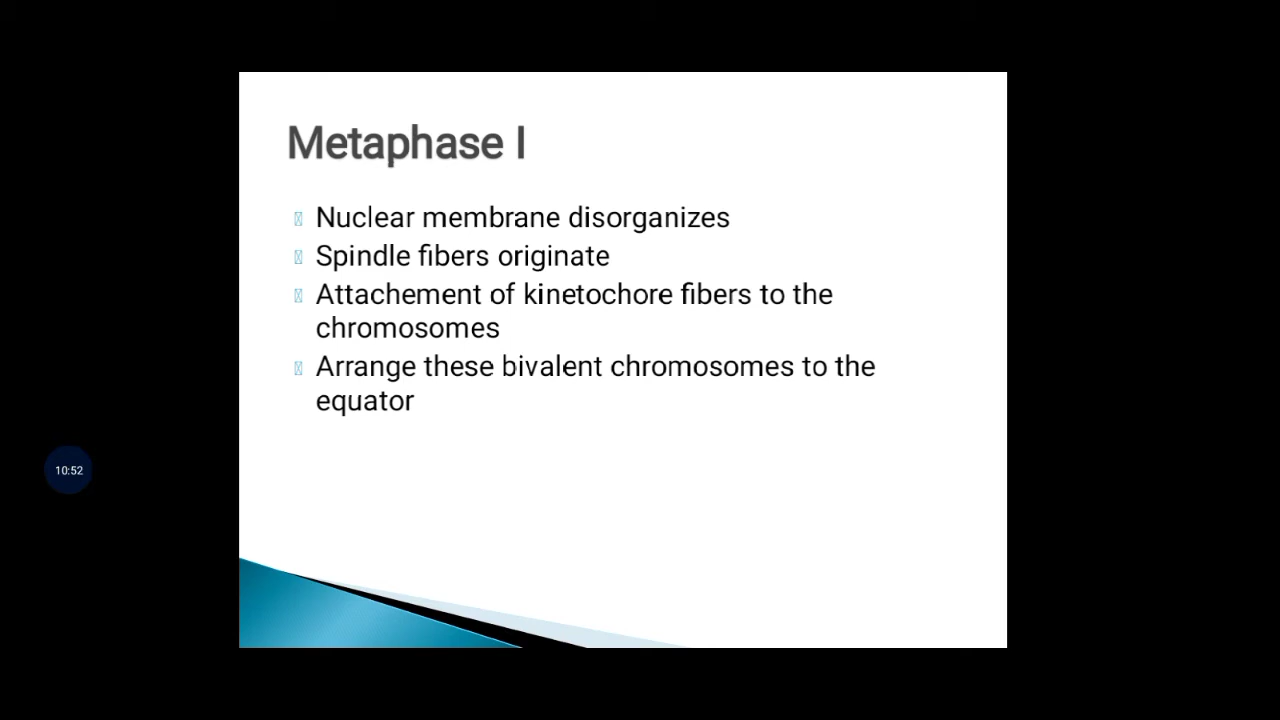 Metaphase I
Nuclear membrane disorganizes
Spindle fibers originate
Attachement of kinetochore fibers to the
chromosomes
Arrange these bivalent chromosomes to the
equator
10:52